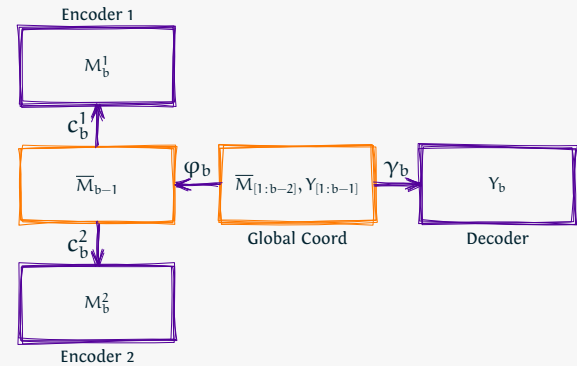 Encoder 1
M_b^1
c_b^1
M̅_{b−1}
φ_b
M̅_{[1:b−2]}, Y_{[1:b−1]}
γ_b
Y_b
Global Coord
Decoder
c_b^2
M_b^2
Encoder 2